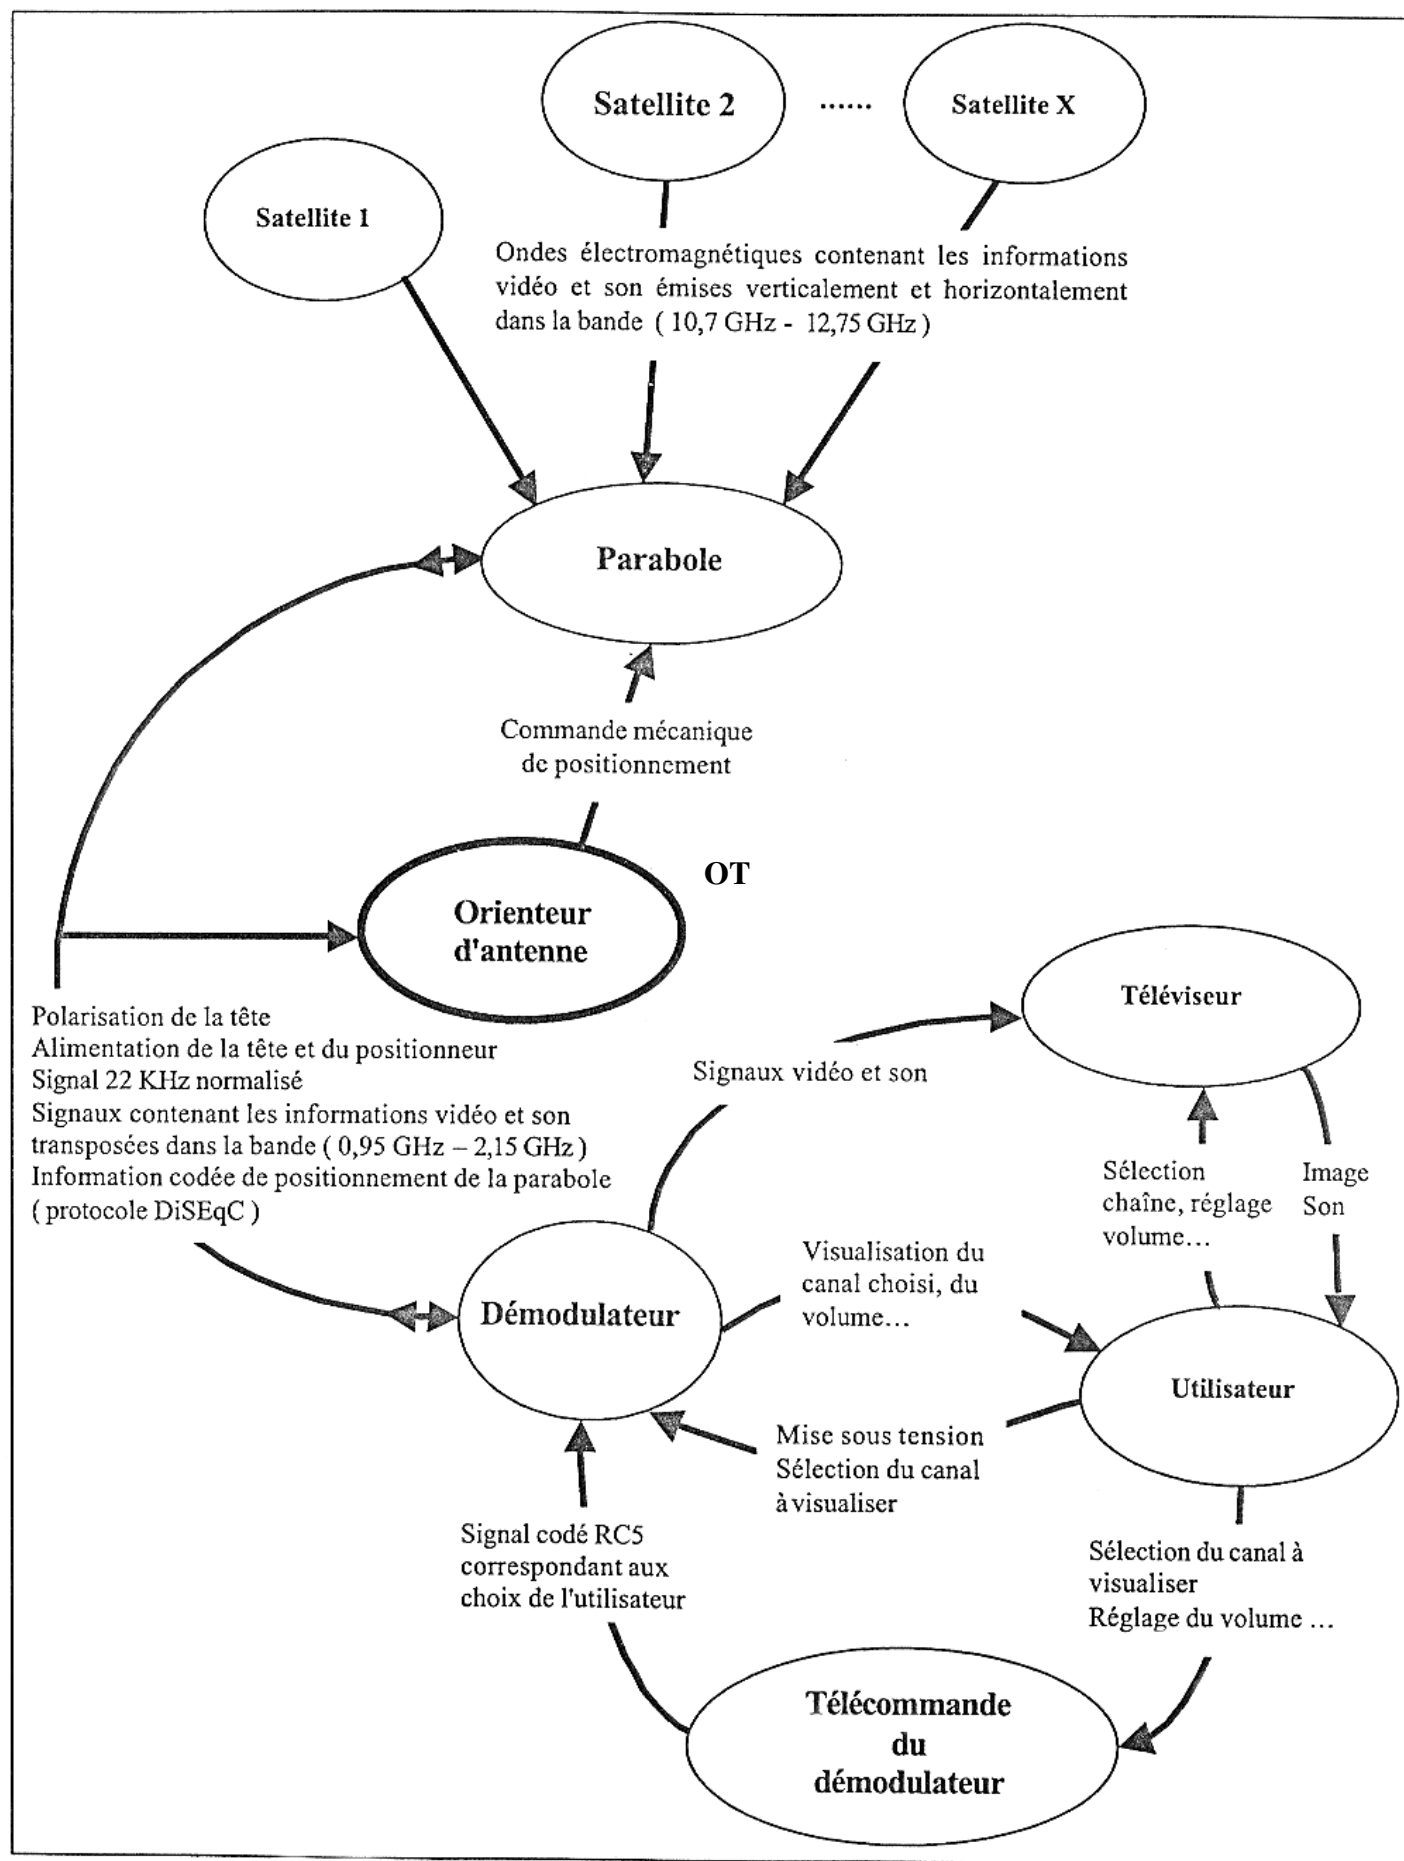 Satellite 2
......
Satellite X
Satellite 1
Ondes électromagnétiques contenant les informations
vidéo et son émises verticalement et horizontalement
dans la bande ( 10,7 GHz - 12,75 GHz )
Parabole
Commande mécanique
de positionnement
OT
Orienteur
d'antenne
Téléviseur
Polarisation de la tête
Alimentation de la tête et du positionneur
Signal 22 KHz normalisé
Signaux contenant les informations vidéo et son
transposées dans la bande ( 0,95 GHz – 2,15 GHz )
Information codée de positionnement de la parabole
( protocole DiSEqC )
Signaux vidéo et son
Sélection
chaîne, réglage
volume...
Image
Son
Visualisation du
canal choisi, du
volume...
Démodulateur
Utilisateur
Mise sous tension
Sélection du canal
à visualiser
Signal codé RC5
correspondant aux
choix de l'utilisateur
Sélection du canal à
visualiser
Réglage du volume ...
Télécommande
du
démodulateur